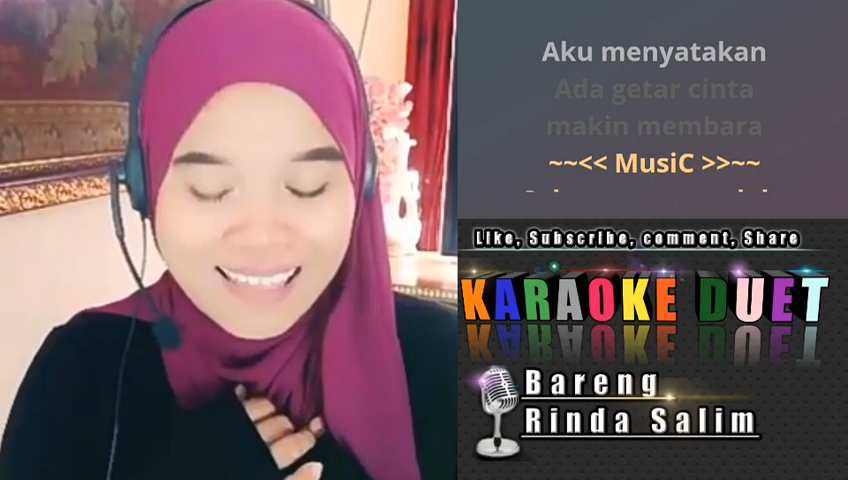 Aku menyatakan
Ada getar cinta
makin membara
~~<< MusiC >>~~
Like, Subscribe, comment, Share
KARAOKE DUET
Bareng
Rinda Salim